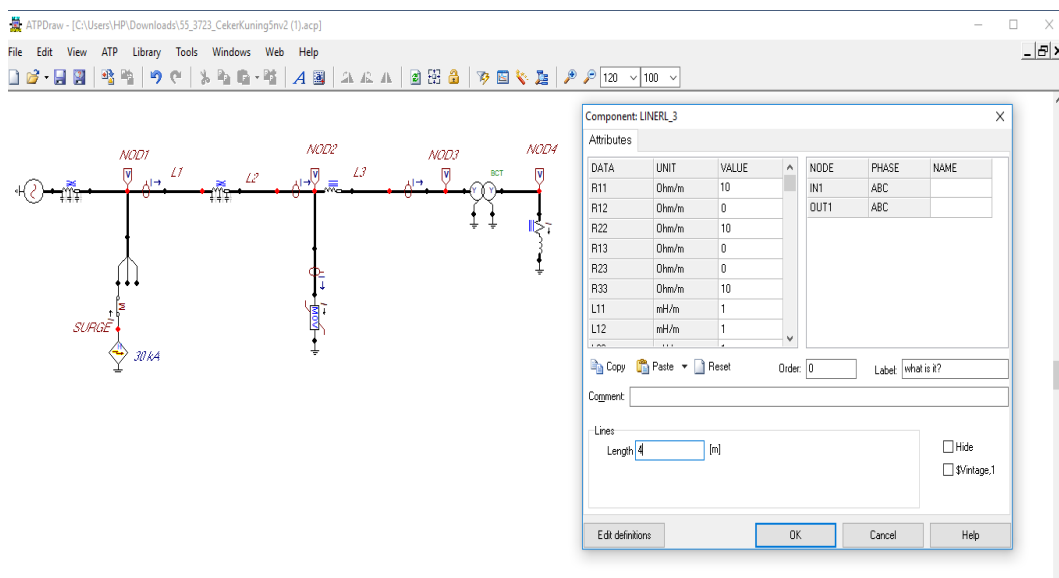 ATPDraw - [C:\Users\HP\Downloads\55_3723_CekerKuning5nv2 (1).acp]
File Edit View ATP Library Tools Windows Web Help
120 100
NOD1 L1 L2 NOD2 L3 NOD3 BCT NOD4
V V V V
I I I
Y Y
I
M
I
MOV
I
SURGE
30 kA
Component: LINERL_3
Attributes
DATA UNIT VALUE
R11 Ohm/m 10
R12 Ohm/m 0
R22 Ohm/m 10
R13 Ohm/m 0
R23 Ohm/m 0
R33 Ohm/m 10
L11 mH/m 1
L12 mH/m 1
NODE PHASE NAME
IN1 ABC
OUT1 ABC
Copy Paste Reset Order: 0 Label: what is it?
Comment:
Lines
Length 4 [m]
Hide
$Vintage,1
Edit definitions OK Cancel Help